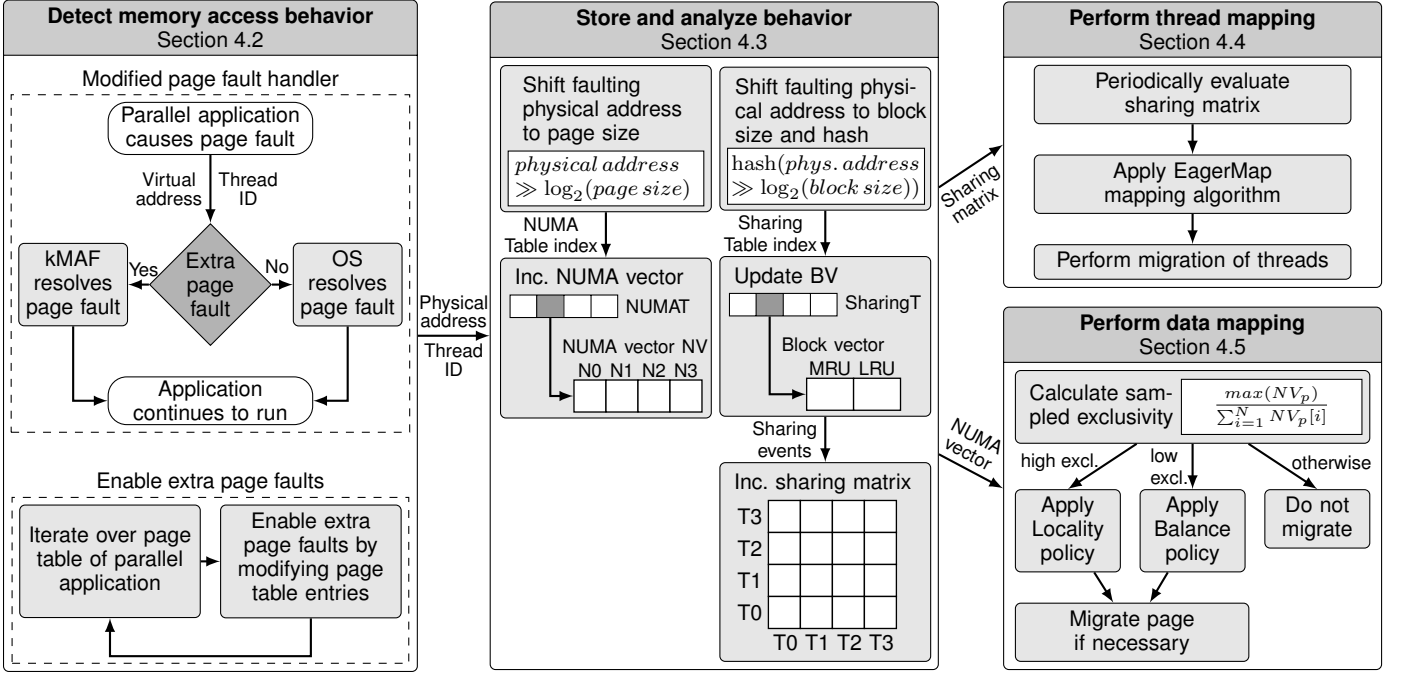 Detect memory access behavior
Section 4.2
Modified page fault handler
Parallel application
causes page fault
Virtual
address
Thread
ID
Extra
page
fault
Yes
No
kMAF
resolves
page fault
OS
resolves
page fault
Application
continues to run
Enable extra page faults
Iterate over page
table of parallel
application
Enable extra
page faults by
modifying page
table entries
Physical
address
Thread
ID
Store and analyze behavior
Section 4.3
Shift faulting
physical address
to page size
physical address
≫ log₂(page size)
NUMA
Table index
Inc. NUMA vector
NUMAT
NUMA vector NV
N0 N1 N2 N3
Shift faulting physi-
cal address to block
size and hash
hash(phys. address
≫ log₂(block size))
Sharing
Table index
Update BV
SharingT
Block vector
MRU LRU
Sharing
events
Inc. sharing matrix
T3
T2
T1
T0
T0 T1 T2 T3
Sharing
matrix
NUMA
vector
Perform thread mapping
Section 4.4
Periodically evaluate
sharing matrix
Apply EagerMap
mapping algorithm
Perform migration of threads
Perform data mapping
Section 4.5
Calculate sam-
pled exclusivity
max(NVₚ)
∑ᵢ₌₁ᴺ NVₚ[i]
high excl.
low
excl.
otherwise
Apply
Locality
policy
Apply
Balance
policy
Do not
migrate
Migrate page
if necessary